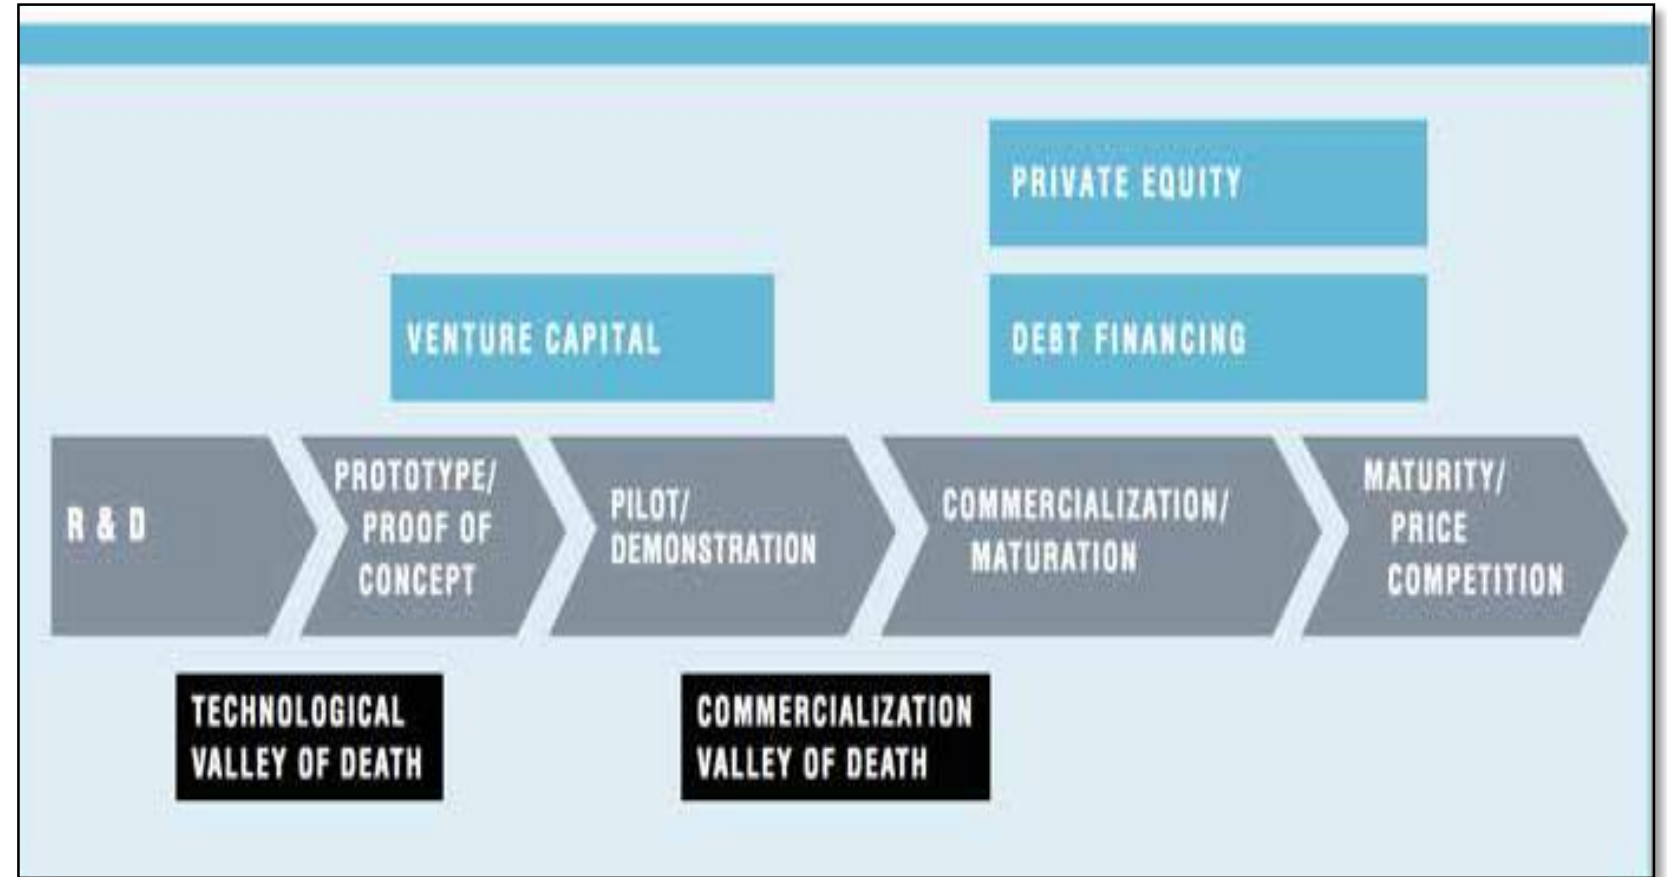 PRIVATE EQUITY
VENTURE CAPITAL
DEBT FINANCING
R & D
PROTOTYPE/
PROOF OF
CONCEPT
PILOT/
DEMONSTRATION
COMMERCIALIZATION/
MATURATION
MATURITY/
PRICE
COMPETITION
TECHNOLOGICAL
VALLEY OF DEATH
COMMERCIALIZATION
VALLEY OF DEATH